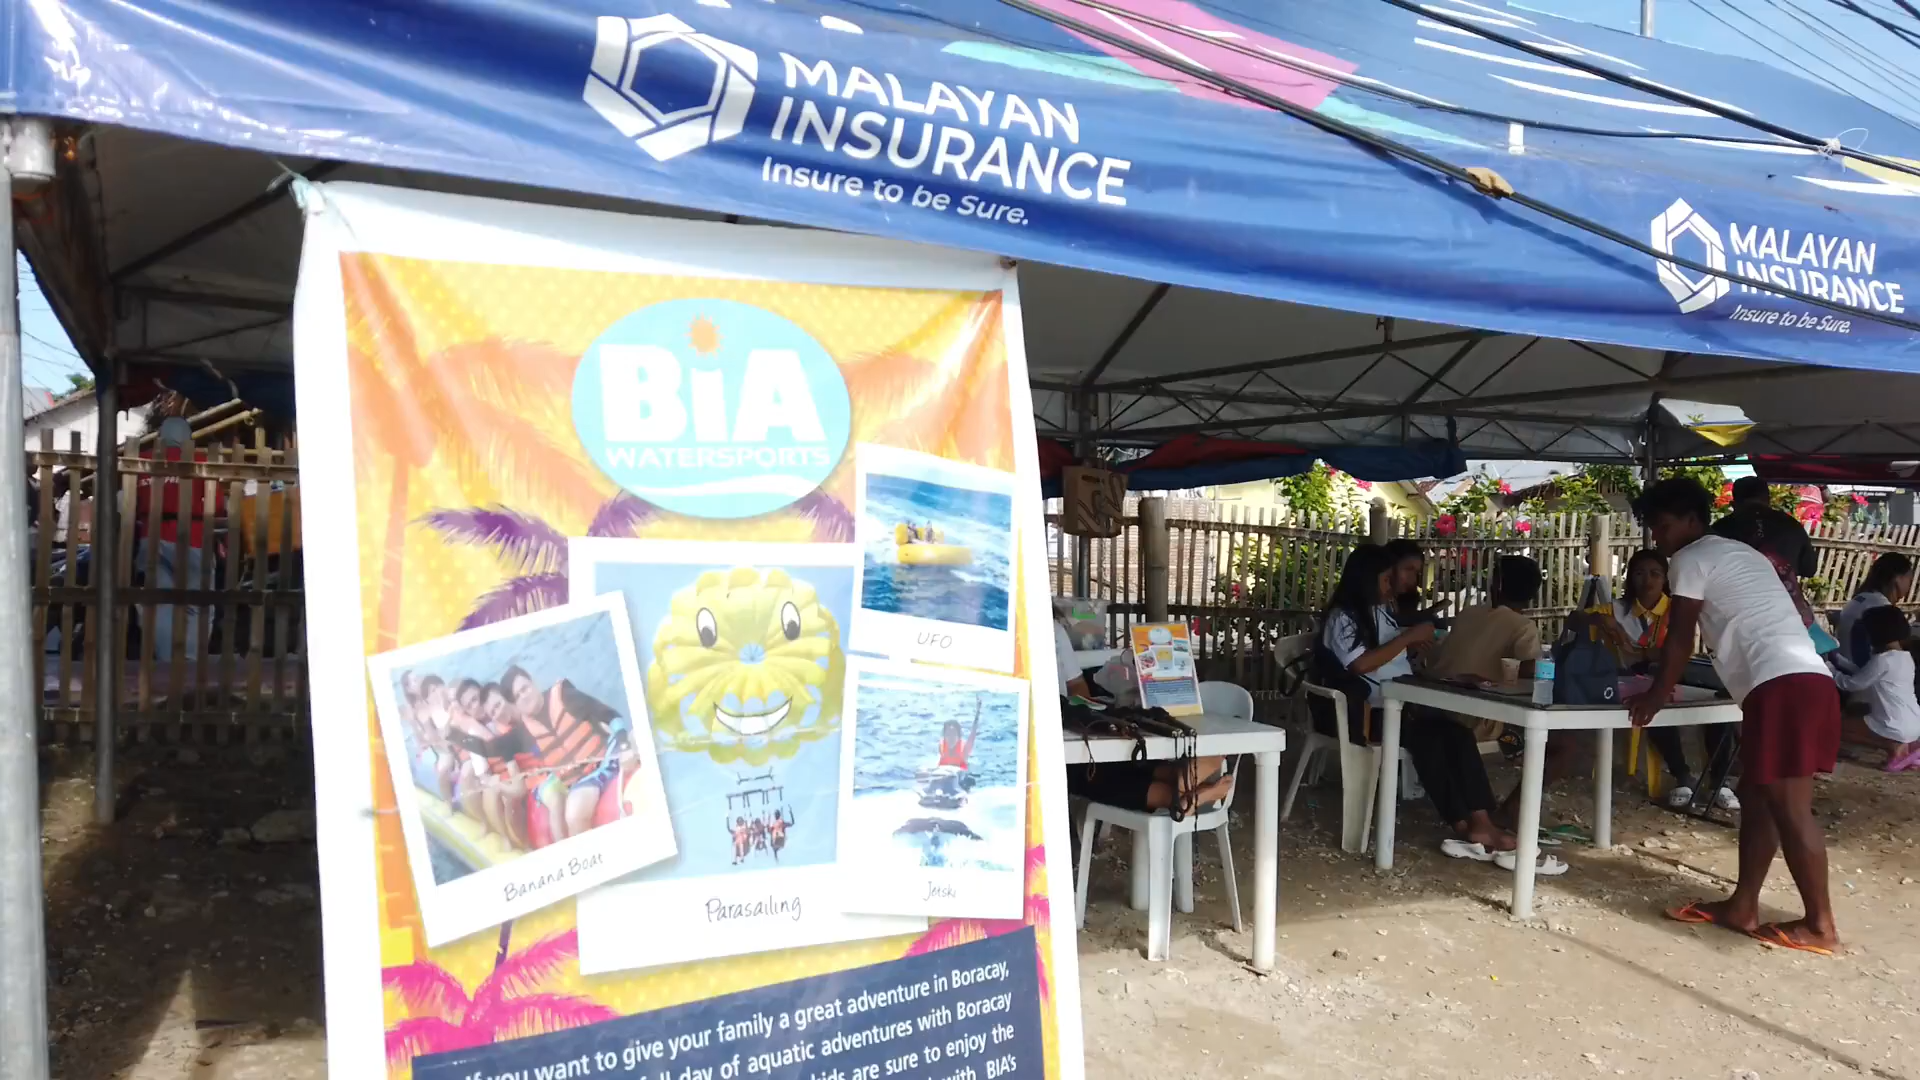 MALAYAN
INSURANCE
Insure to be Sure.
MALAYAN
INSURANCE
Insure to be Sure.
BiA
WATERSPORTS
UFO
Banana Boat
Parasailing
Jetski
If you want to give your family a great adventure in Boracay,
day of aquatic adventures with Boracay
kids are sure to enjoy the
with BIA's